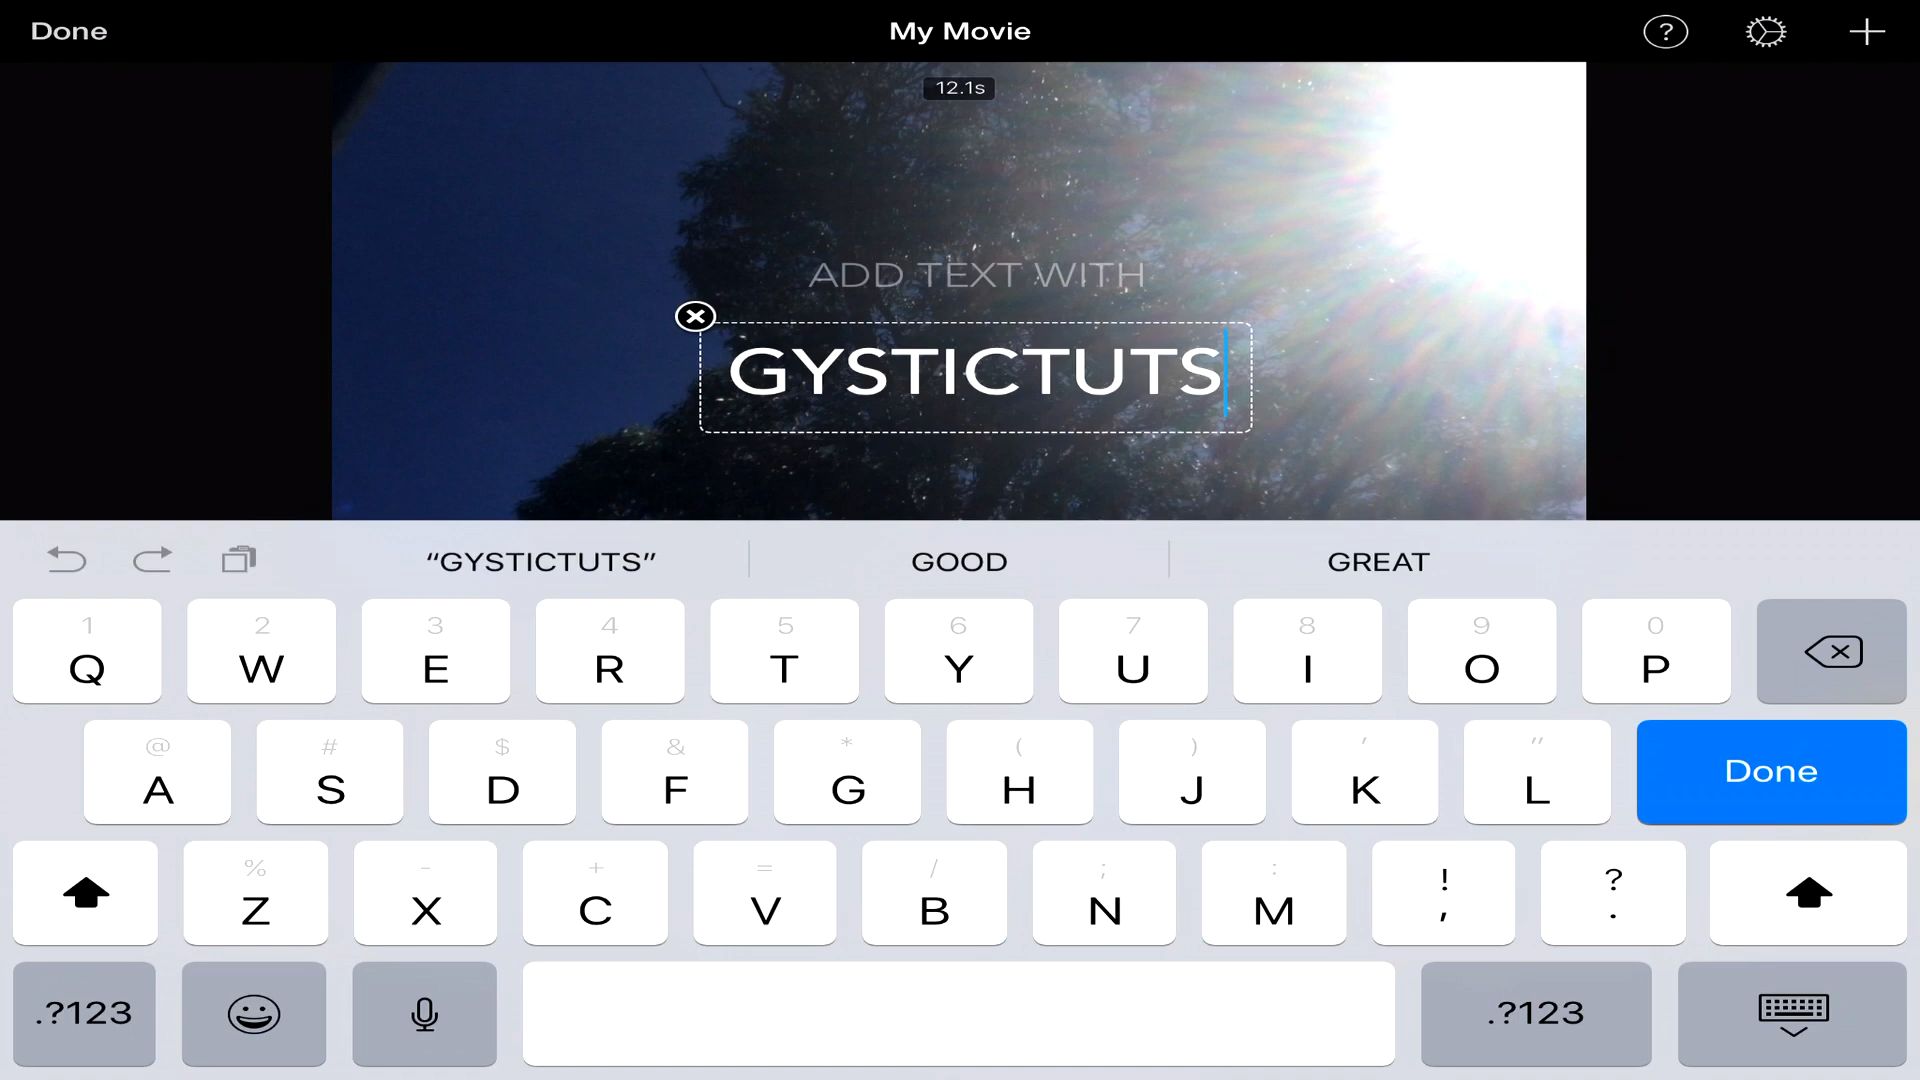 Done My Movie ?
12.1s
ADD TEXT WITH
GYSTICTUTS
“GYSTICTUTS” GOOD GREAT
1 2 3 4 5 6 7 8 9 0
Q W E R T Y U I O P
@ # $ & * ( ) ' "
A S D F G H J K L Done
% - + = / ; : ! ?
Z X C V B N M , .
.?123 .?123